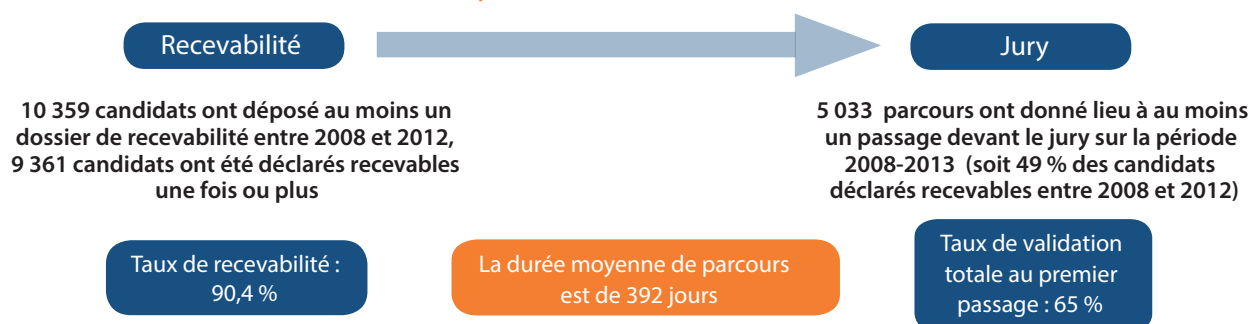 Recevabilité
Jury
10 359 candidats ont déposé au moins un
dossier de recevabilité entre 2008 et 2012,
9 361 candidats ont été déclarés recevables
une fois ou plus
5 033 parcours ont donné lieu à au moins
un passage devant le jury sur la période
2008-2013 (soit 49 % des candidats
déclarés recevables entre 2008 et 2012)
Taux de recevabilité :
90,4 %
La durée moyenne de parcours
est de 392 jours
Taux de validation
totale au premier
passage : 65 %